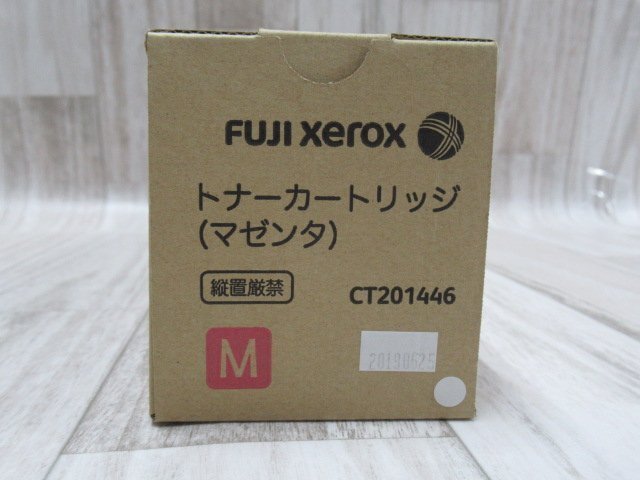 FUJI xerox
トナーカートリッジ
(マゼンタ)
縦置厳禁
CT201446
M
20190625